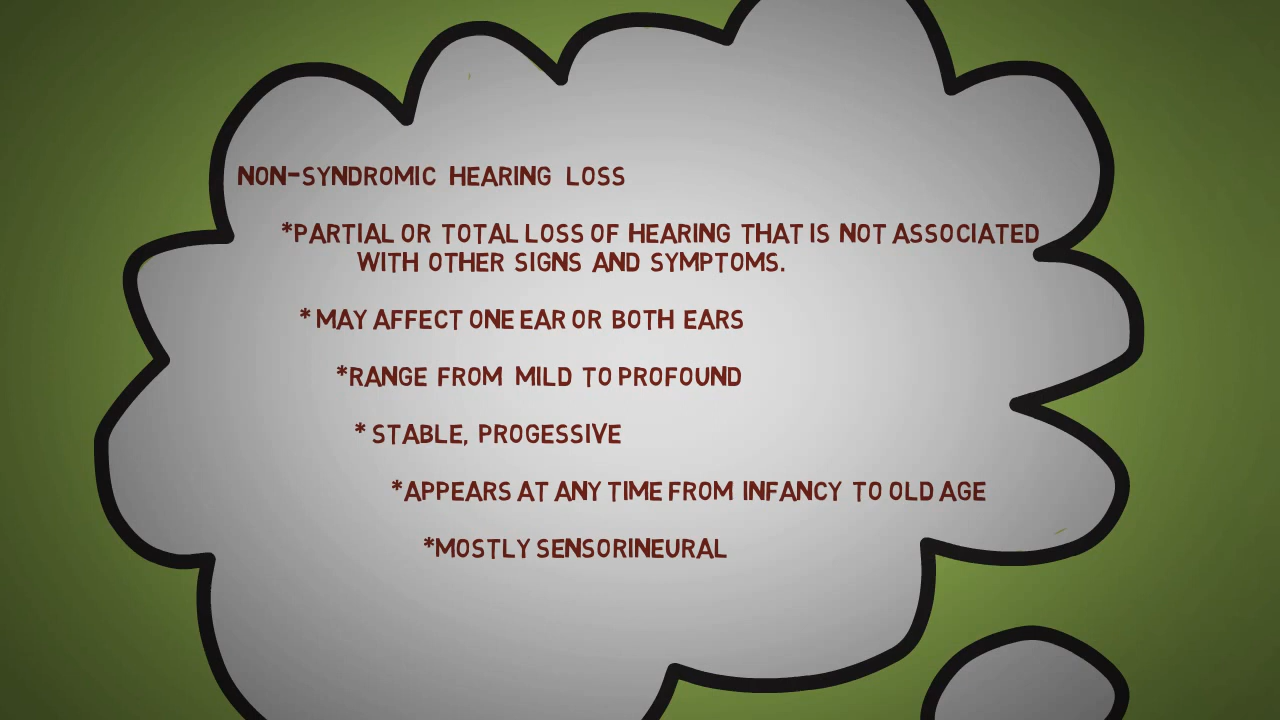 NON-SYNDROMIC HEARING LOSS
*PARTIAL OR TOTAL LOSS OF HEARING THAT IS NOT ASSOCIATED
WITH OTHER SIGNS AND SYMPTOMS.
* MAY AFFECT ONE EAR OR BOTH EARS
*RANGE FROM MILD TO PROFOUND
* STABLE, PROGESSIVE
*APPEARS AT ANY TIME FROM INFANCY TO OLD AGE
*MOSTLY SENSORINEURAL